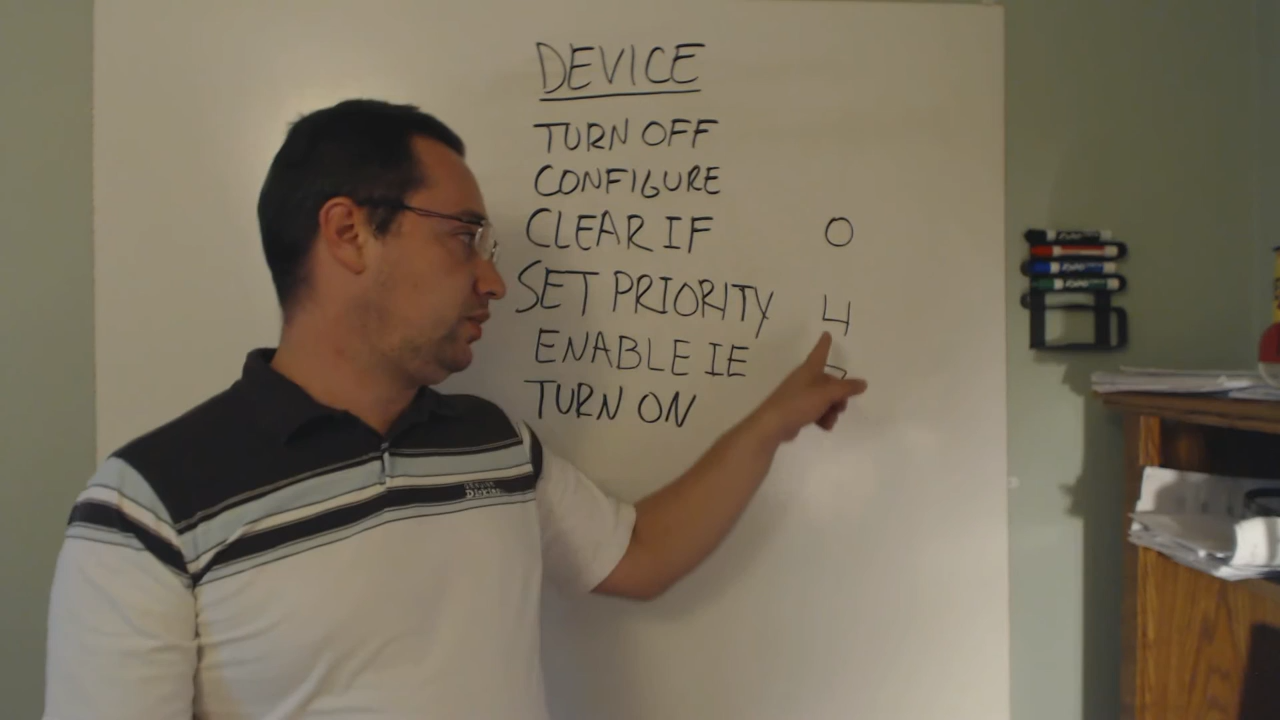 DEVICE
TURN OFF
CONFIGURE
CLEAR IF 0
SET PRIORITY 4
ENABLE IE
TURN ON